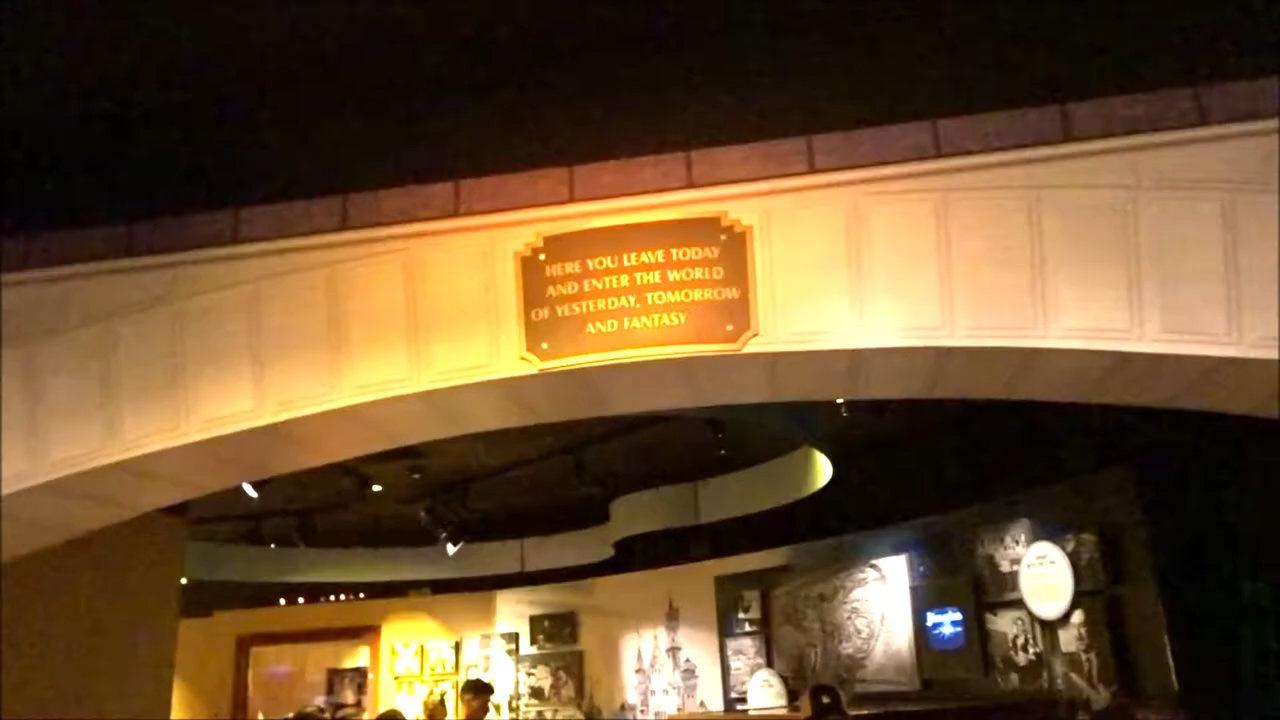 HERE YOU LEAVE TODAY
AND ENTER THE WORLD
OF YESTERDAY, TOMORROW
AND FANTASY